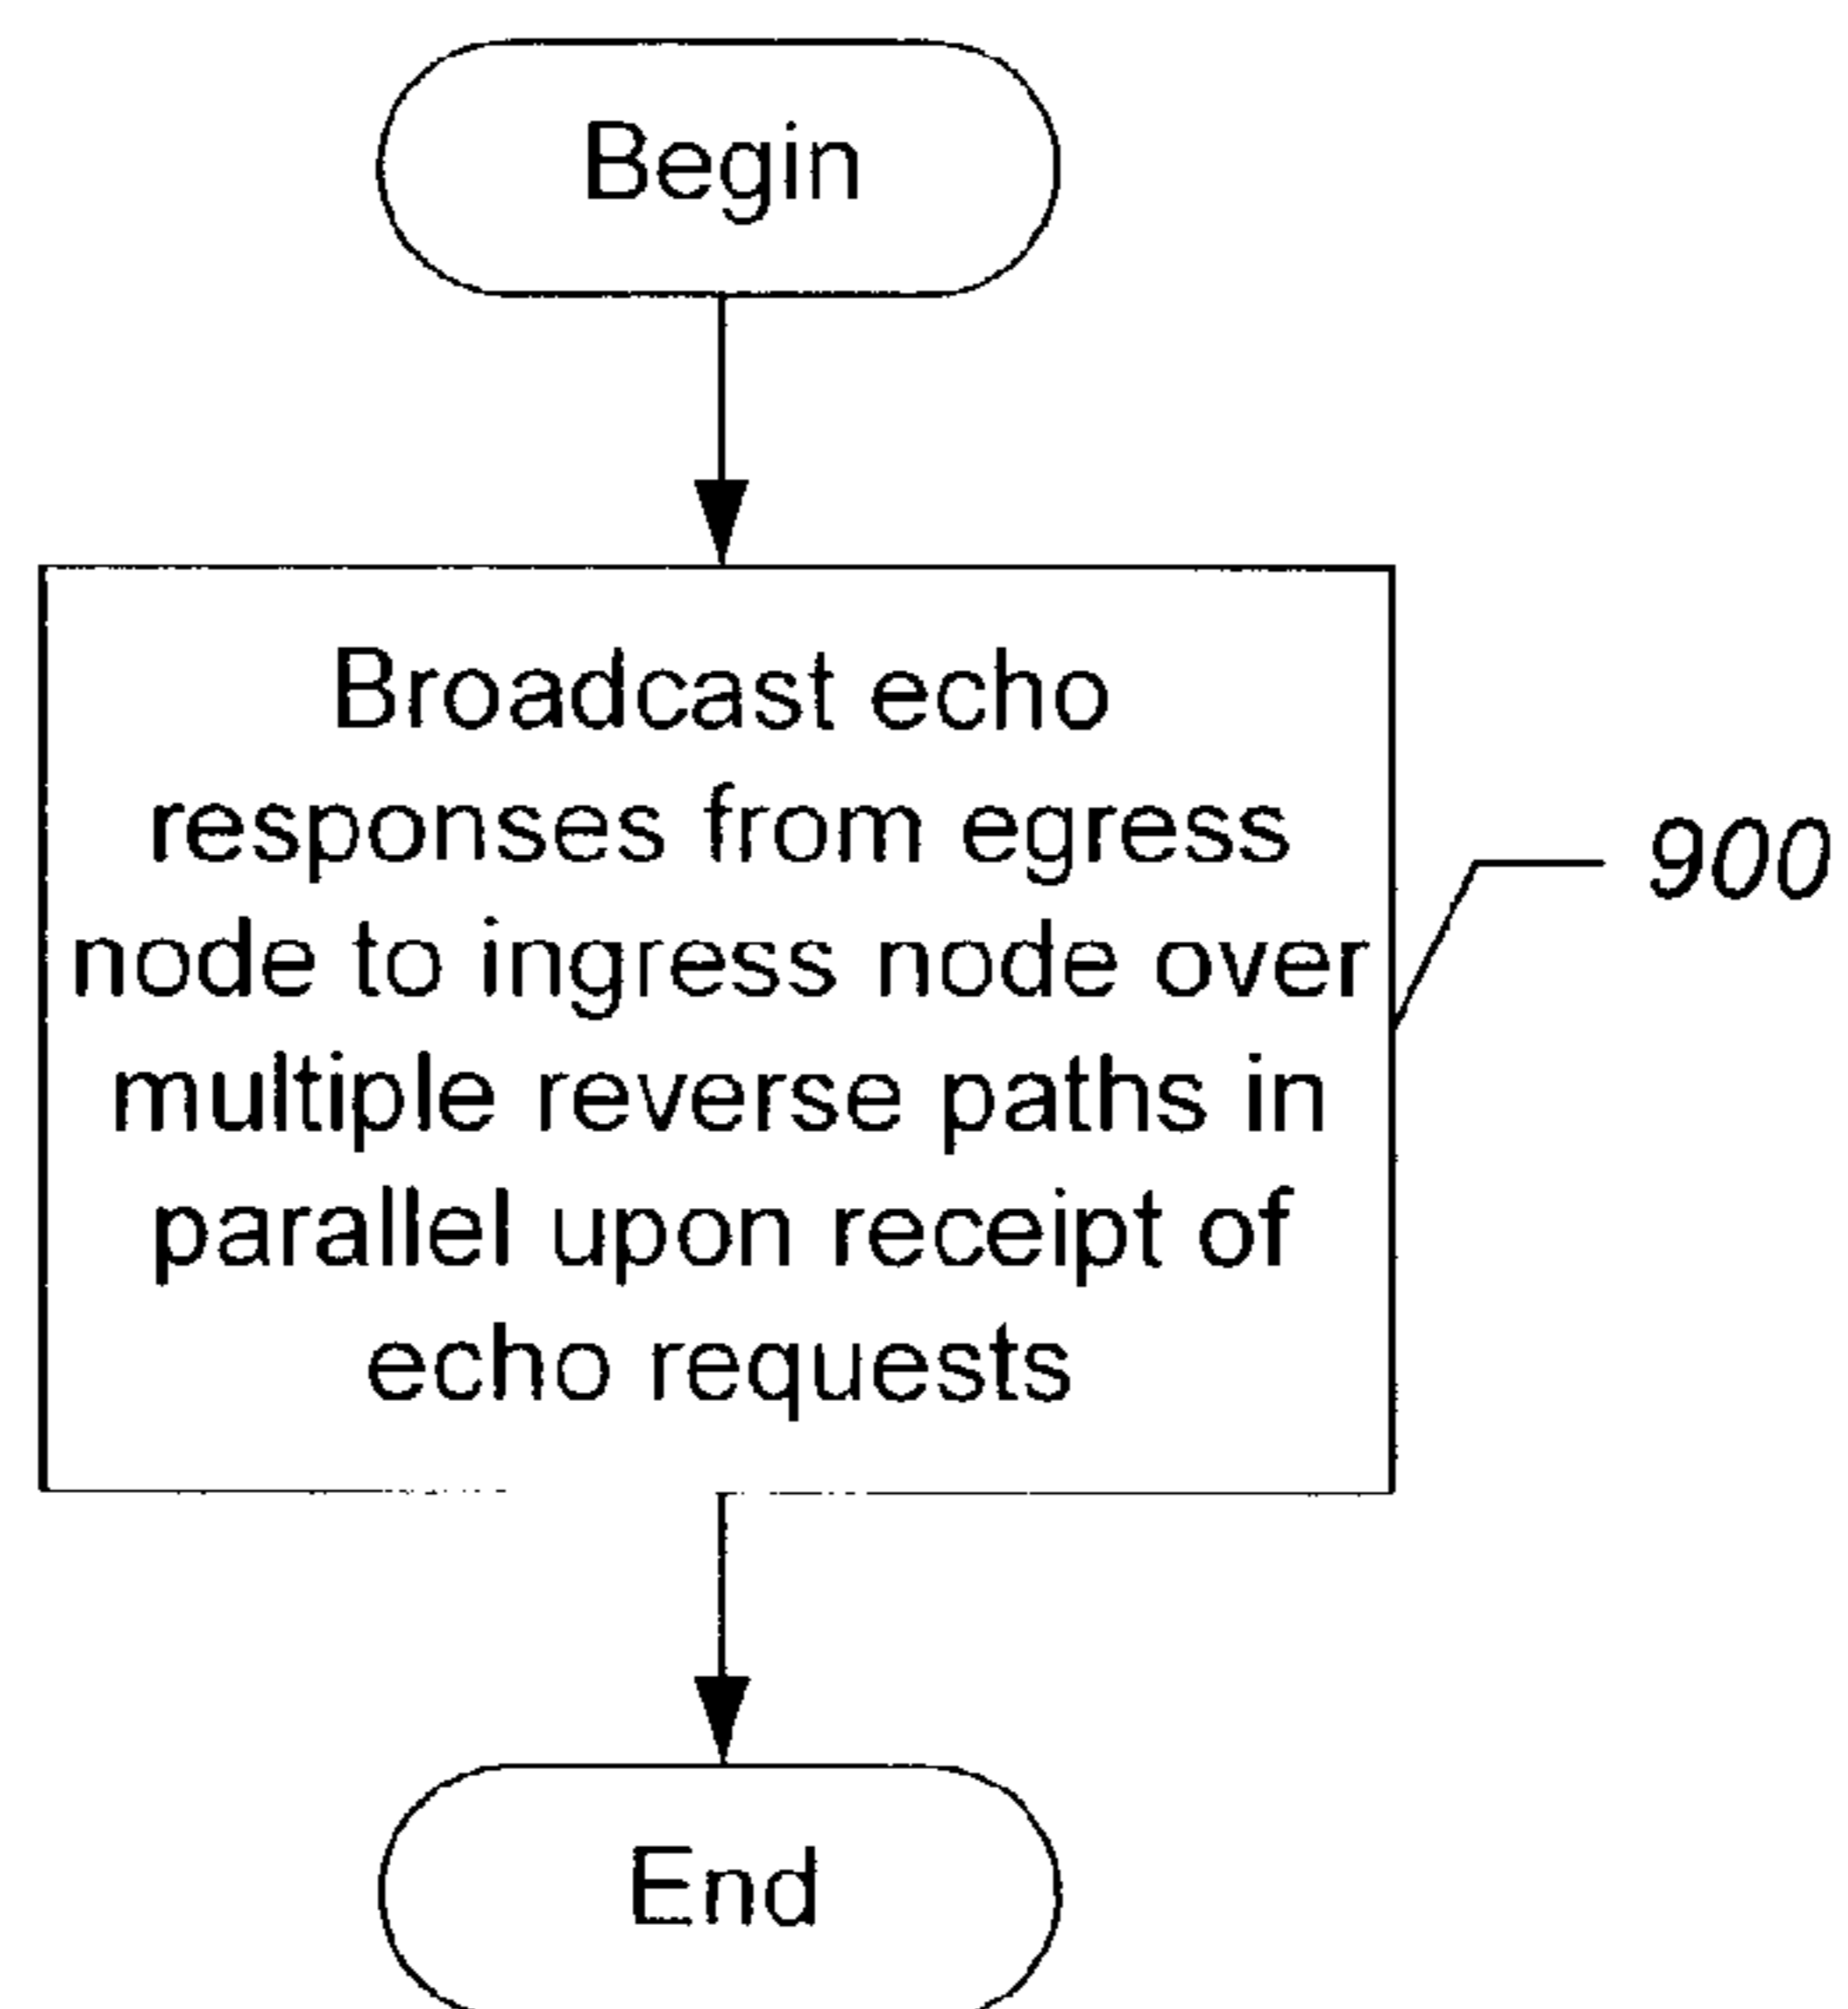 Begin
Broadcast echo
responses from egress
node to ingress node over
multiple reverse paths in
parallel upon receipt of
echo requests
900
End